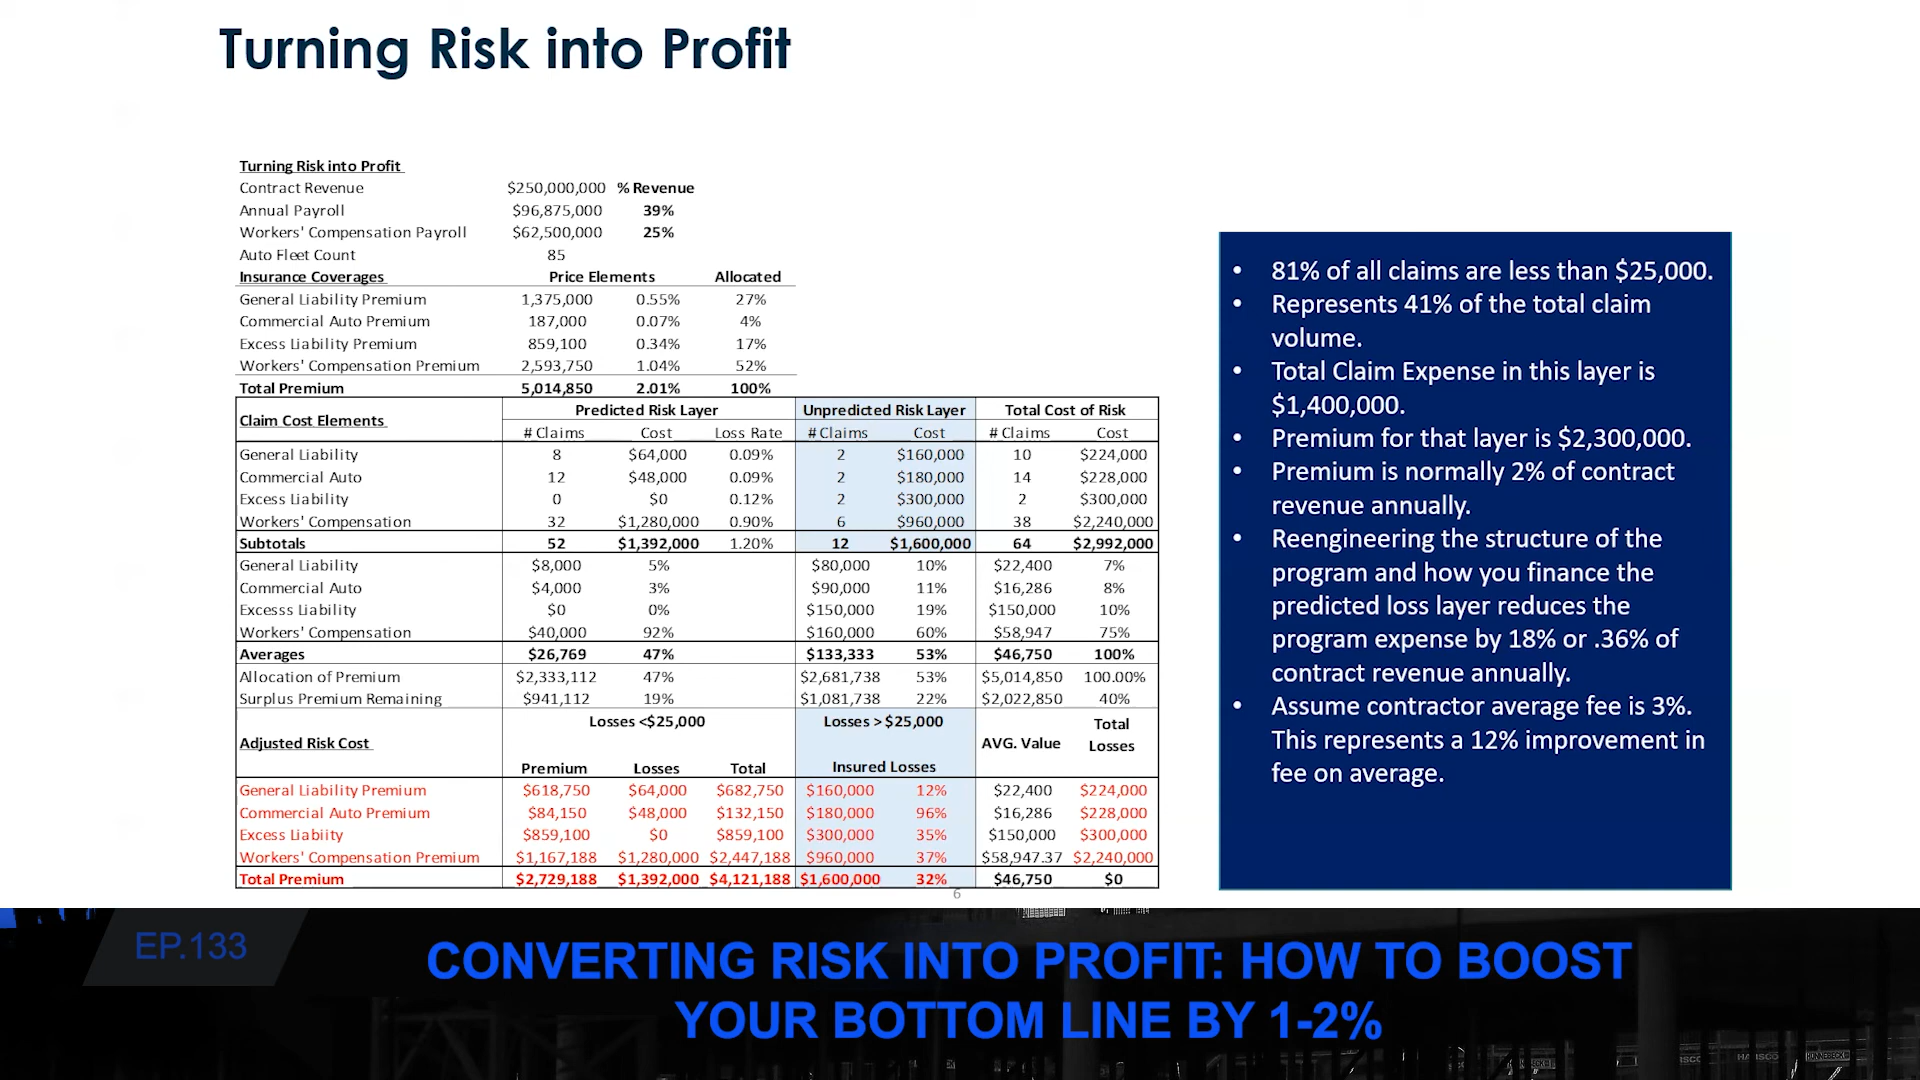 Turning Risk into Profit
Turning Risk into Profit
Contract Revenue $250,000,000 % Revenue
Annual Payroll $96,875,000 39%
Workers' Compensation Payroll $62,500,000 25%
Auto Fleet Count 85
Insurance Coverages Price Elements Allocated
General Liability Premium 1,375,000 0.55% 27%
Commercial Auto Premium 187,000 0.07% 4%
Excess Liability Premium 859,100 0.34% 17%
Workers' Compensation Premium 2,593,750 1.04% 52%
Total Premium 5,014,850 2.01% 100%
Claim Cost Elements Predicted Risk Layer Unpredicted Risk Layer Total Cost of Risk
# Claims Cost Loss Rate # Claims Cost # Claims Cost
General Liability 8 $64,000 0.09% 2 $160,000 10 $224,000
Commercial Auto 12 $48,000 0.09% 2 $180,000 14 $228,000
Excess Liability 0 $0 0.12% 2 $300,000 2 $300,000
Workers' Compensation 32 $1,280,000 0.90% 6 $960,000 38 $2,240,000
Subtotals 52 $1,392,000 1.20% 12 $1,600,000 64 $2,992,000
General Liability $8,000 5% $80,000 10% $22,400 7%
Commercial Auto $4,000 3% $90,000 11% $16,286 8%
Excesss Liability $0 0% $150,000 19% $150,000 10%
Workers' Compensation $40,000 92% $160,000 60% $58,947 75%
Averages $26,769 47% $133,333 53% $46,750 100%
Allocation of Premium $2,333,112 47% $2,681,738 53% $5,014,850 100.00%
Surplus Premium Remaining $941,112 19% $1,081,738 22% $2,022,850 40%
Adjusted Risk Cost Losses <$25,000 Losses > $25,000 AVG. Value Total Losses
Premium Losses Total Insured Losses
General Liability Premium $618,750 $64,000 $682,750 $160,000 12% $22,400 $224,000
Commercial Auto Premium $84,150 $48,000 $132,150 $180,000 96% $16,286 $228,000
Excess Liabiity $859,100 $0 $859,100 $300,000 35% $150,000 $300,000
Workers' Compensation Premium $1,167,188 $1,280,000 $2,447,188 $960,000 37% $58,947.37 $2,240,000
Total Premium $2,729,188 $1,392,000 $4,121,188 $1,600,000 32% $46,750 $0
6
• 81% of all claims are less than $25,000.
• Represents 41% of the total claim
volume.
• Total Claim Expense in this layer is
$1,400,000.
• Premium for that layer is $2,300,000.
• Premium is normally 2% of contract
revenue annually.
• Reengineering the structure of the
program and how you finance the
predicted loss layer reduces the
program expense by 18% or .36% of
contract revenue annually.
• Assume contractor average fee is 3%.
This represents a 12% improvement in
fee on average.
EP.133
CONVERTING RISK INTO PROFIT: HOW TO BOOST
YOUR BOTTOM LINE BY 1-2%